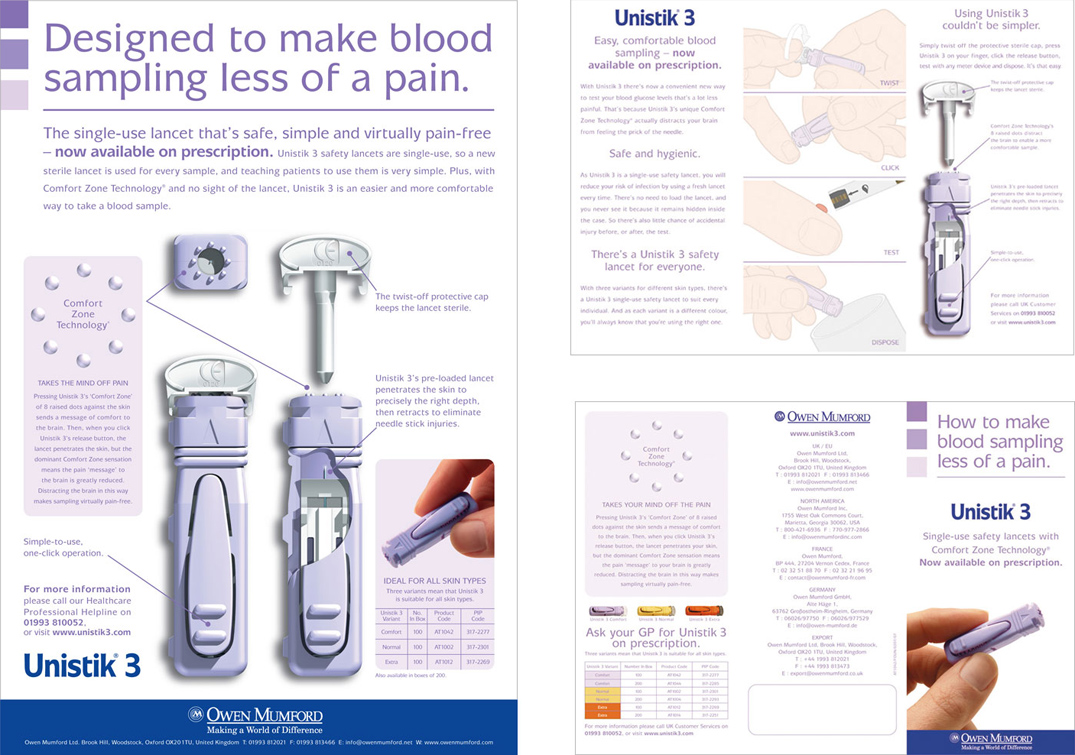 Designed to make blood
sampling less of a pain.
The single-use lancet that's safe, simple and virtually pain-free
– now available on prescription. Unistik 3 safety lancets are single-use, so a new
sterile lancet is used for every sample, and teaching patients to use them is very simple. Plus, with
Comfort Zone Technology® and no sight of the lancet, Unistik 3 is an easier and more comfortable
way to take a blood sample.
Comfort
Zone
Technology®
TAKES THE MIND OFF PAIN
Pressing Unistik 3's 'Comfort Zone'
of 8 raised dots against the skin
sends a message of comfort to
the brain. Then, when you click
Unistik 3's release button, the
lancet penetrates the skin, but the
dominant Comfort Zone sensation
means the pain 'message' to
the brain is greatly reduced.
Distracting the brain in this way
makes sampling virtually pain-free.
The twist-off protective cap
keeps the lancet sterile.
Unistik 3's pre-loaded lancet
penetrates the skin to
precisely the right depth,
then retracts to eliminate
needle stick injuries.
Simple-to-use,
one-click operation.
For more information
please call our Healthcare
Professional Helpline on
01993 810052,
or visit www.unistik3.com
Unistik® 3
IDEAL FOR ALL SKIN TYPES
Three variants mean that Unistik 3
is suitable for all skin types.
Unistik 3 Variant No. In Box Product Code PIP Code
Comfort 100 AT1042 317-2277
Normal 100 AT1002 317-2301
Extra 100 AT1012 317-2269
Also available in boxes of 200.
OWEN MUMFORD
Making a World of Difference
Owen Mumford Ltd. Brook Hill, Woodstock, Oxford OX20 1TU, United Kingdom T: 01993 812021 F: 01993 813466 E: info@owenmumford.net W: www.owenmumford.com
Unistik® 3
Easy, comfortable blood
sampling – now
available on prescription.
With Unistik 3 there's now a convenient new way
to test your blood glucose levels that's a lot less
painful. That's because Unistik 3's unique Comfort
Zone Technology® actually distracts your brain
from feeling the prick of the needle.
Safe and hygienic.
As Unistik 3 is a single-use safety lancet, you will
reduce your risk of infection by using a fresh lancet
every time. There's no need to load the lancet, and
you never see it because it remains hidden inside
the case. So there's also little chance of accidental
injury before, or after, the test.
There's a Unistik 3 safety
lancet for everyone.
With three variants for different skin types, there's
a Unistik 3 single-use safety lancet to suit every
individual. And as each variant is a different colour,
you'll always know that you're using the right one.
TWIST
CLICK
TEST
DISPOSE
Using Unistik 3
couldn't be simpler.
Simply twist off the protective sterile cap, press
Unistik 3 on your finger, click the release button,
test with any meter device and dispose. It's that easy
The twist-off protective cap
keeps the lancet sterile.
Comfort Zone Technology's
8 raised dots distract
the brain to enable a more
comfortable sample.
Unistik 3's pre-loaded lancet
penetrates the skin to precisely
the right depth, then retracts to
eliminate needle stick injuries.
Simple-to-use,
one-click operation.
For more information
please call UK Customer
Services on 01993 810052
or visit www.unistik3.com
Comfort
Zone
Technology®
TAKES YOUR MIND OFF THE PAIN
Pressing Unistik 3's 'Comfort Zone' of 8 raised
dots against the skin sends a message of comfort
to the brain. Then, when you click Unistik 3's
release button, the lancet penetrates your skin,
but the dominant Comfort Zone sensation means
the pain 'message' to your brain is greatly
reduced. Distracting the brain in this way makes
sampling virtually pain-free.
Unistik 3 Comfort Unistik 3 Normal Unistik 3 Extra
Ask your GP for Unistik 3
on prescription.
Three variants mean that Unistik 3 is suitable for all skin types.
Unistik 3 Variant Number In Box Product Code PIP Code
Comfort 100 AT1042 317-2277
Comfort 200
Normal 100 AT1002 317-2301
Normal 200
Extra 100 AT1012 317-2269
Extra 200
For more information please call UK Customer Services on
01993 810052, or visit www.unistik3.com
OWEN MUMFORD
www.unistik3.com
UK / EU
Owen Mumford Ltd,
Brook Hill, Woodstock,
Oxford OX20 1TU, United Kingdom
T : 01993 812021 F : 01993 813466
E : info@owenmumford.net
www.owenmumford.com
NORTH AMERICA
Owen Mumford Inc,
1755 West Oak Commons Court,
Marietta, Georgia 30062, USA
T : 800-421-6936 F : 770-977-2866
E : info@owenmumfordinc.com
FRANCE
Owen Mumford,
BP 444, 27204 Vernon Cedex, France
T : 02 32 51 88 70 F : 02 32 21 96 95
E : contact@owenmumford-fr.com
GERMANY
Owen Mumford GmbH,
Alte Häge 1,
63762 Großostheim-Ringheim, Germany
T : 06026/97750 F : 06026/977529
E : info@owen-mumford.de
EXPORT
Owen Mumford Ltd. Brook Hill, Woodstock,
Oxford OX20 1TU, United Kingdom
T : +44 1993 812021
F : +44 1993 813473
E : export@owenmumford.co.uk
How to make
blood sampling
less of a pain.
Unistik® 3
Single-use safety lancets with
Comfort Zone Technology®
Now available on prescription.
OWEN MUMFORD
Making a World of Difference